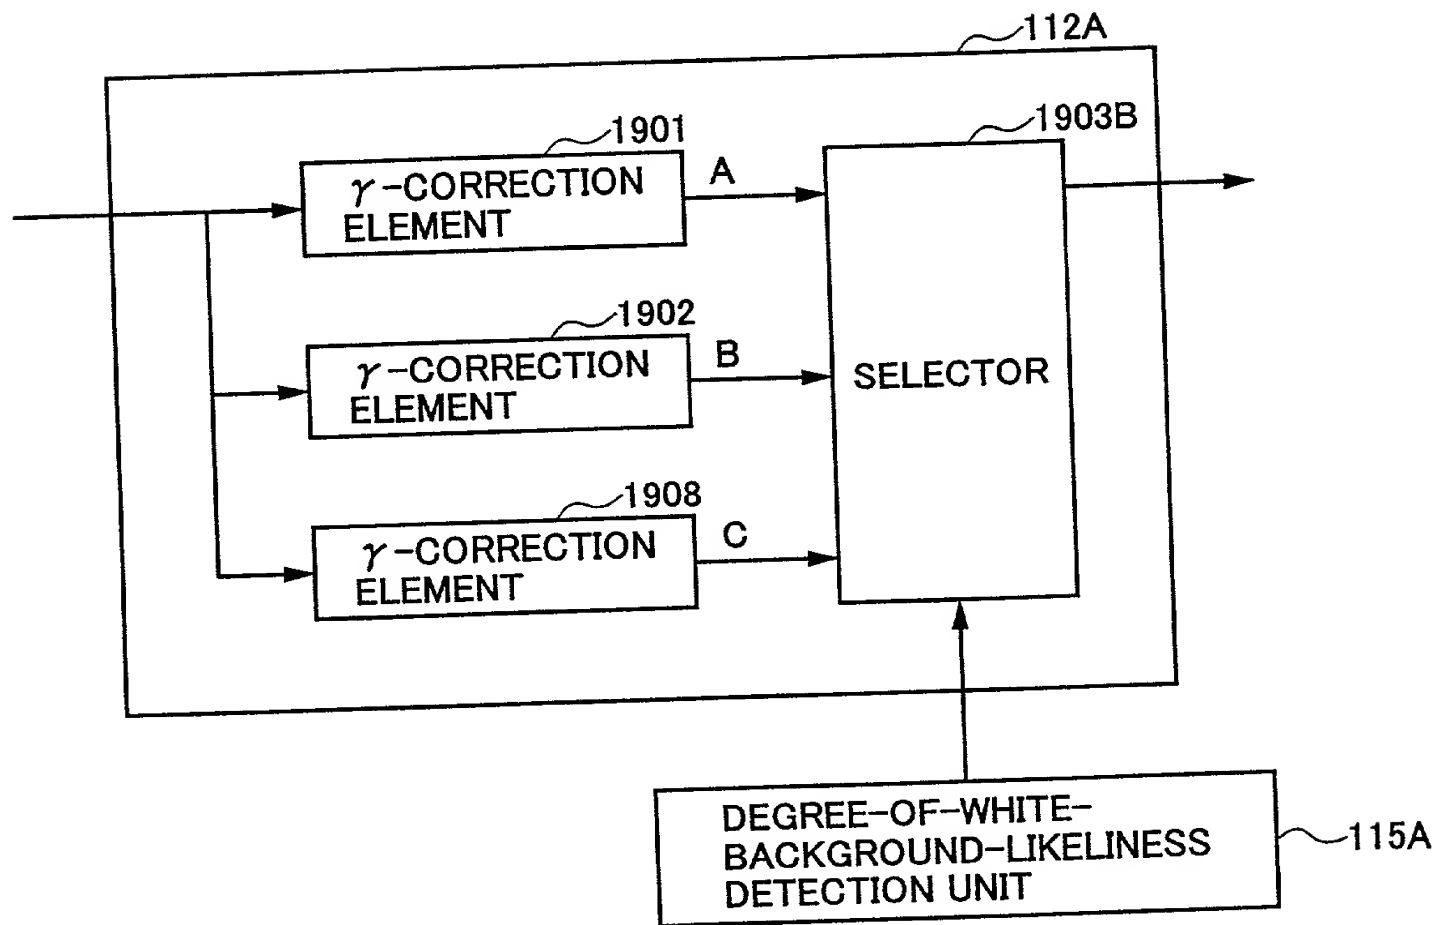 112A
1901
γ-CORRECTION
ELEMENT
A
1903B
1902
γ-CORRECTION
ELEMENT
B
SELECTOR
1908
γ-CORRECTION
ELEMENT
C
DEGREE-OF-WHITE-
BACKGROUND-LIKELINESS
DETECTION UNIT
115A